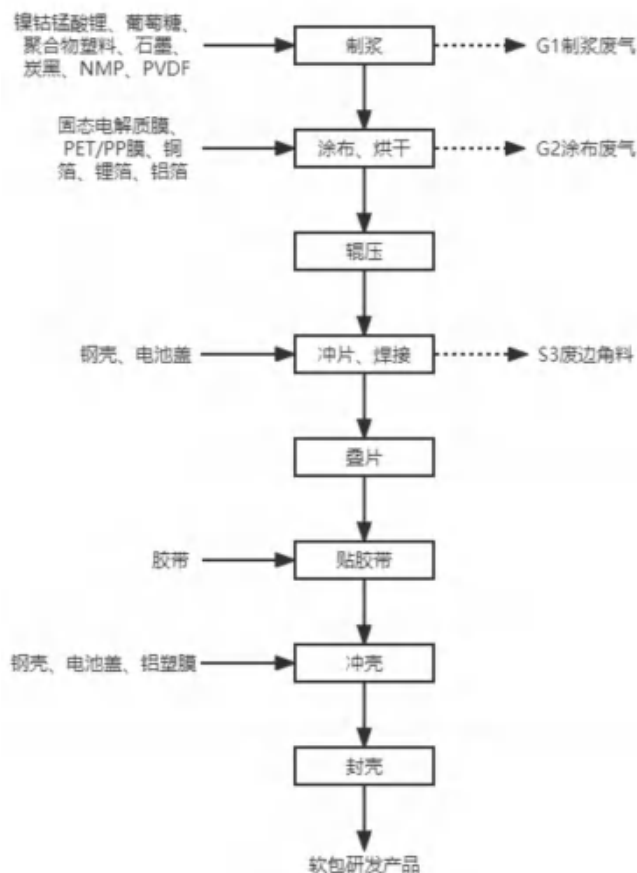 镍钴锰酸锂、葡萄糖、
聚合物塑料、石墨、
炭黑、NMP、PVDF
制浆
G1制浆废气
固态电解质膜、
PET/PP膜、铜
箔、锂箔、铝箔
涂布、烘干
G2涂布废气
辊压
钢壳、电池盖
冲片、焊接
S3废边角料
叠片
胶带
贴胶带
钢壳、电池盖、铝塑膜
冲壳
封壳
软包研发产品